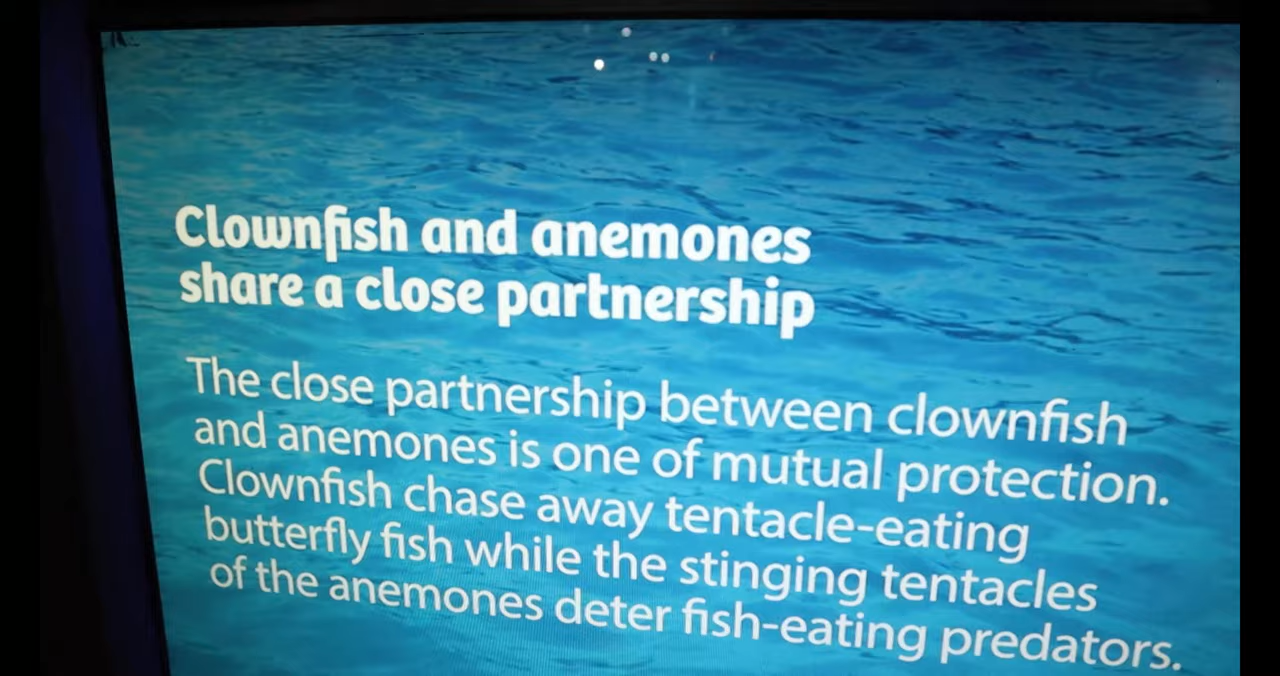 Clownfish and anemones
share a close partnership
The close partnership between clownfish
and anemones is one of mutual protection.
Clownfish chase away tentacle-eating
butterfly fish while the stinging tentacles
of the anemones deter fish-eating predators.